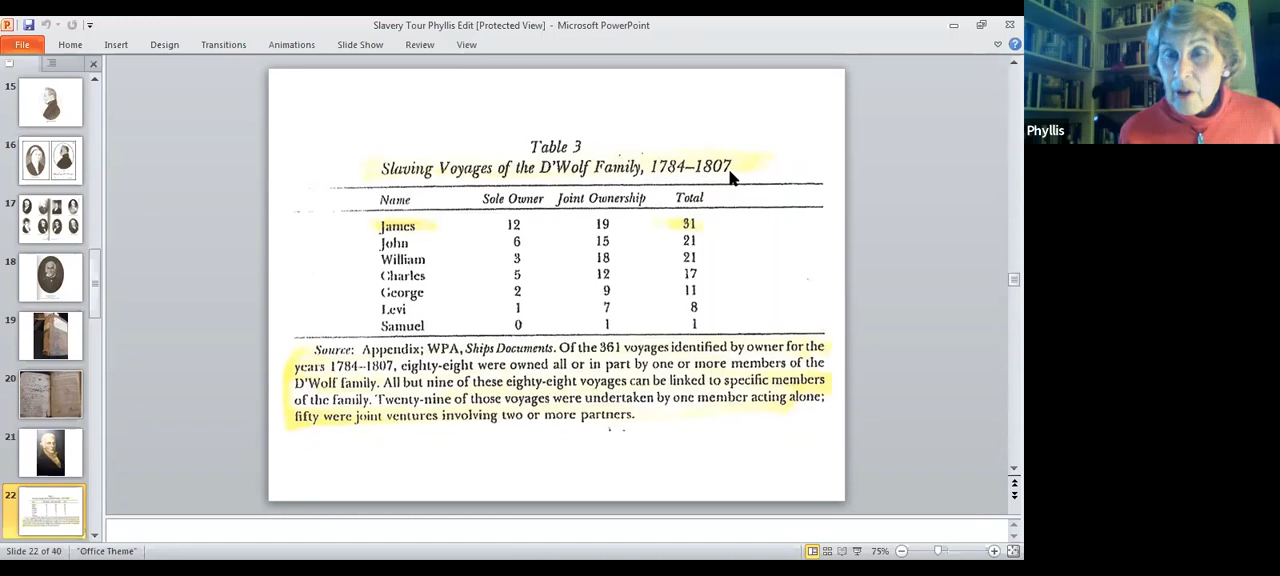 Slavery Tour Phyllis Edit [Protected View] - Microsoft PowerPoint
File Home Insert Design Transitions Animations Slide Show Review View
15
16
17
18
19
20
21
22
Table 3
Slaving Voyages of the D'Wolf Family, 1784–1807
Name Sole Owner Joint Ownership Total
James 12 19 31
John 6 15 21
William 3 18 21
Charles 5 12 17
George 2 9 11
Levi 1 7 8
Samuel 0 1 1
Source: Appendix; WPA, Ships Documents. Of the 361 voyages identified by owner for the
years 1784–1807, eighty-eight were owned all or in part by one or more members of the
D'Wolf family. All but nine of these eighty-eight voyages can be linked to specific members
of the family. Twenty-nine of those voyages were undertaken by one member acting alone;
fifty were joint ventures involving two or more partners.
Phyllis
Slide 22 of 40 "Office Theme" 75%